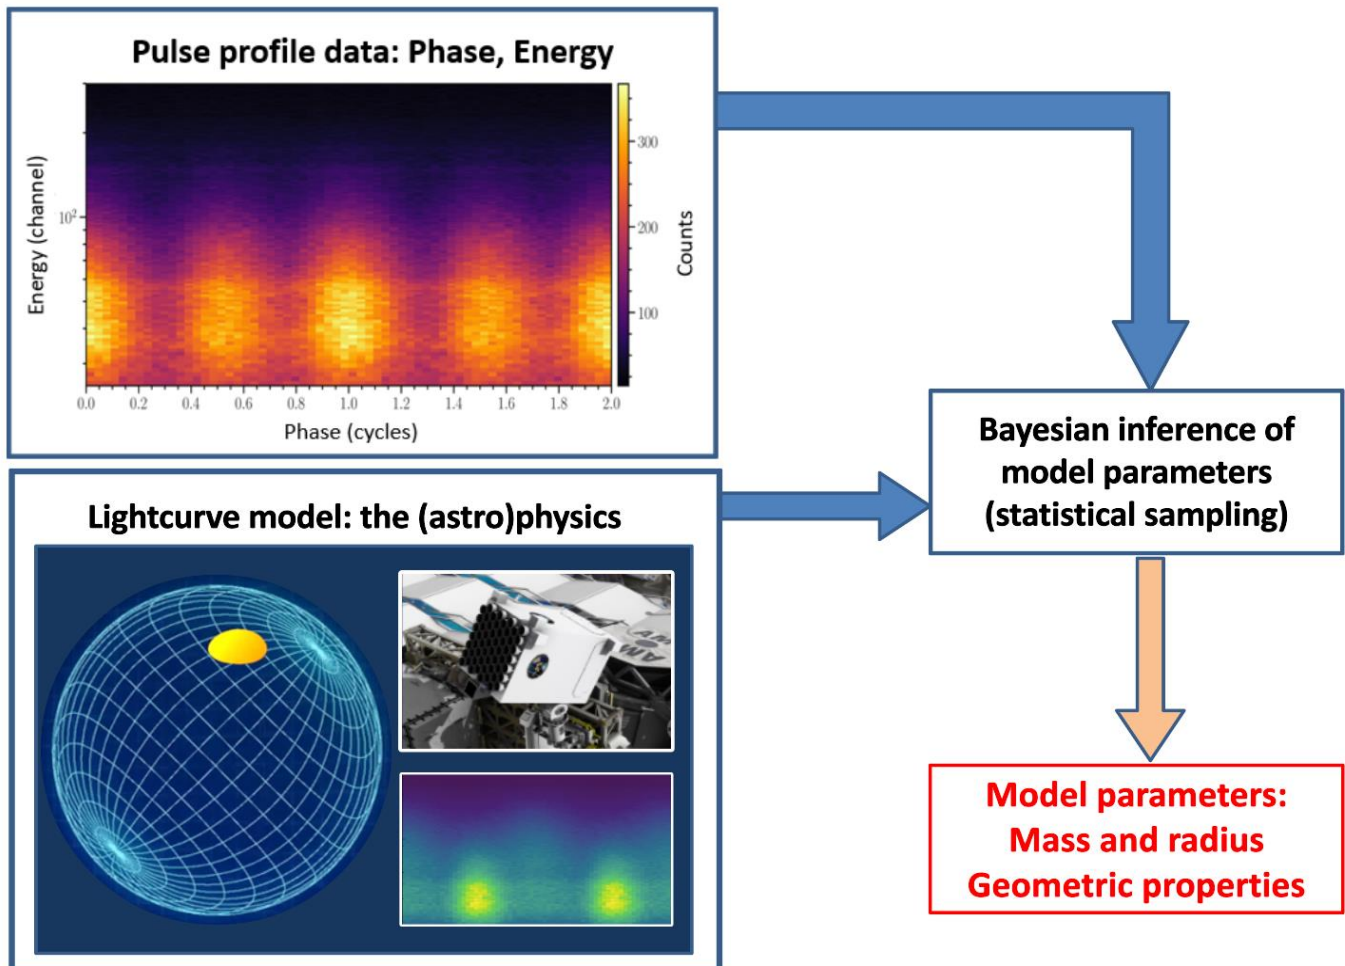 Pulse profile data: Phase, Energy
Energy (channel)
10²
300
200
100
Counts
0.0 0.2 0.4 0.6 0.8 1.0 1.2 1.4 1.6 1.8 2.0
Phase (cycles)
Lightcurve model: the (astro)physics
AM
AM
Bayesian inference of
model parameters
(statistical sampling)
Model parameters:
Mass and radius
Geometric properties